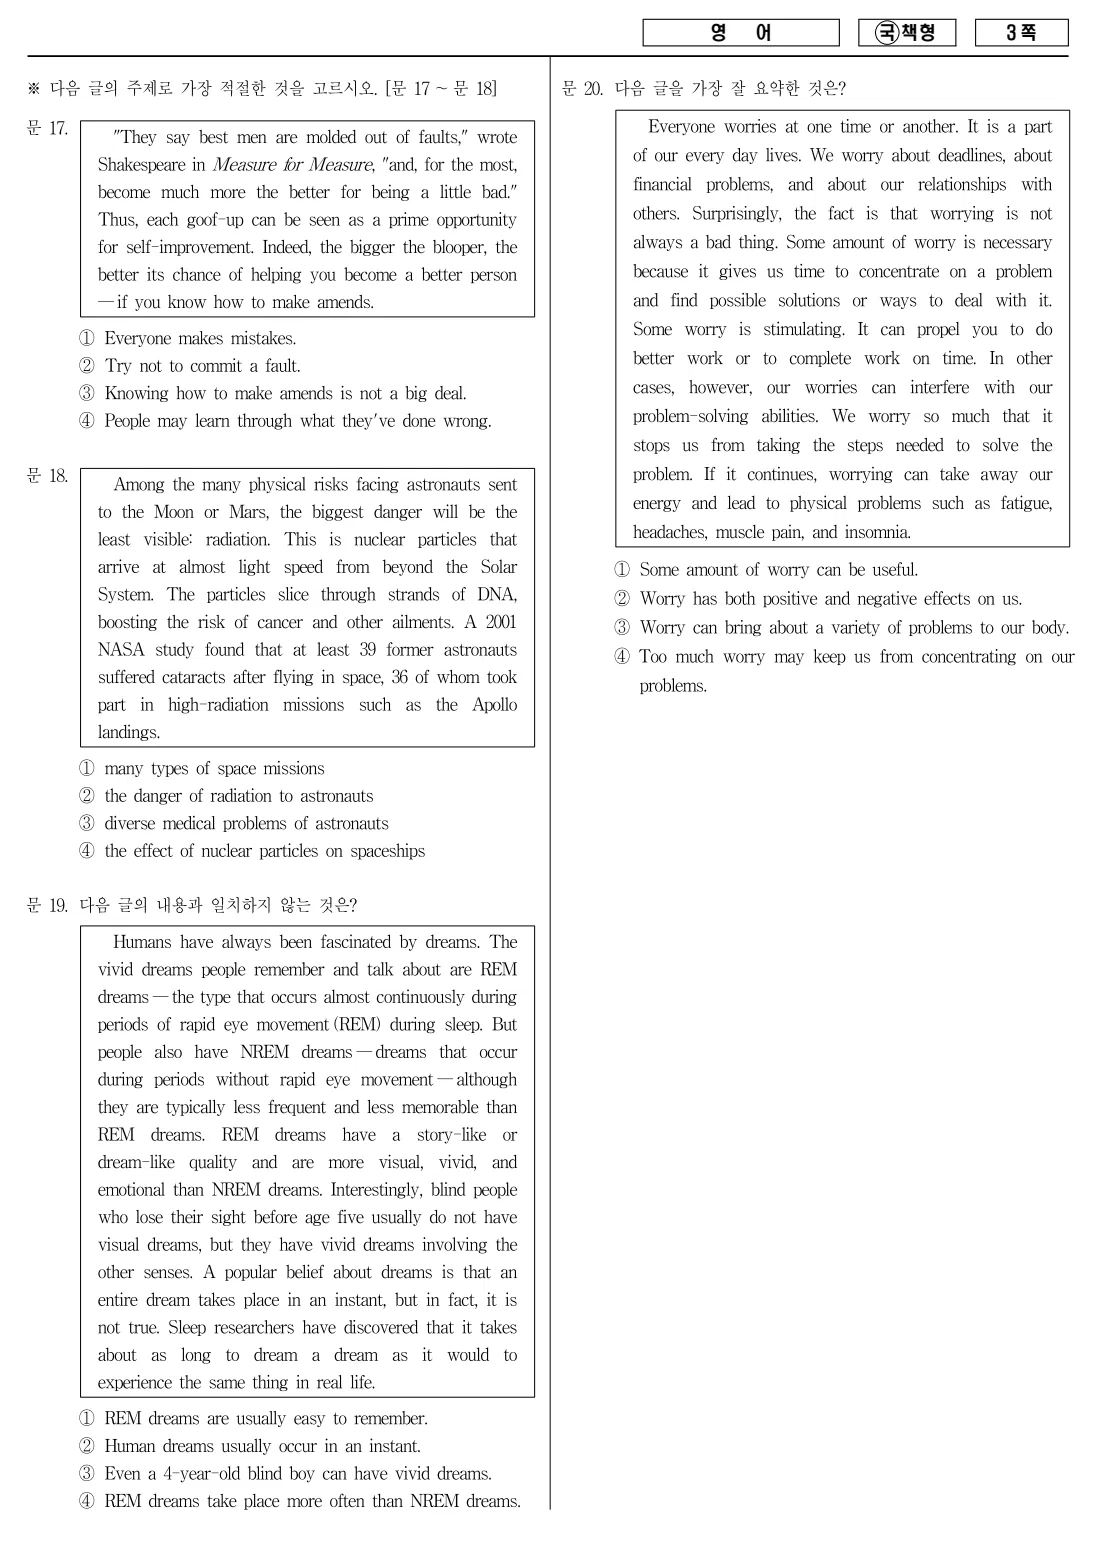 영 어
국책형
3 쪽
※ 다음 글의 주제로 가장 적절한 것을 고르시오. [문 17 ~ 문 18]
문 17.
"They say best men are molded out of faults," wrote
Shakespeare in Measure for Measure, "and, for the most,
become much more the better for being a little bad."
Thus, each goof-up can be seen as a prime opportunity
for self-improvement. Indeed, the bigger the blooper, the
better its chance of helping you become a better person
— if you know how to make amends.
① Everyone makes mistakes.
② Try not to commit a fault.
③ Knowing how to make amends is not a big deal.
④ People may learn through what they've done wrong.
문 18.
Among the many physical risks facing astronauts sent
to the Moon or Mars, the biggest danger will be the
least visible: radiation. This is nuclear particles that
arrive at almost light speed from beyond the Solar
System. The particles slice through strands of DNA,
boosting the risk of cancer and other ailments. A 2001
NASA study found that at least 39 former astronauts
suffered cataracts after flying in space, 36 of whom took
part in high-radiation missions such as the Apollo
landings.
① many types of space missions
② the danger of radiation to astronauts
③ diverse medical problems of astronauts
④ the effect of nuclear particles on spaceships
문 19. 다음 글의 내용과 일치하지 않는 것은?
Humans have always been fascinated by dreams. The
vivid dreams people remember and talk about are REM
dreams — the type that occurs almost continuously during
periods of rapid eye movement (REM) during sleep. But
people also have NREM dreams — dreams that occur
during periods without rapid eye movement — although
they are typically less frequent and less memorable than
REM dreams. REM dreams have a story-like or
dream-like quality and are more visual, vivid, and
emotional than NREM dreams. Interestingly, blind people
who lose their sight before age five usually do not have
visual dreams, but they have vivid dreams involving the
other senses. A popular belief about dreams is that an
entire dream takes place in an instant, but in fact, it is
not true. Sleep researchers have discovered that it takes
about as long to dream a dream as it would to
experience the same thing in real life.
① REM dreams are usually easy to remember.
② Human dreams usually occur in an instant.
③ Even a 4-year-old blind boy can have vivid dreams.
④ REM dreams take place more often than NREM dreams.
문 20. 다음 글을 가장 잘 요약한 것은?
Everyone worries at one time or another. It is a part
of our every day lives. We worry about deadlines, about
financial problems, and about our relationships with
others. Surprisingly, the fact is that worrying is not
always a bad thing. Some amount of worry is necessary
because it gives us time to concentrate on a problem
and find possible solutions or ways to deal with it.
Some worry is stimulating. It can propel you to do
better work or to complete work on time. In other
cases, however, our worries can interfere with our
problem-solving abilities. We worry so much that it
stops us from taking the steps needed to solve the
problem. If it continues, worrying can take away our
energy and lead to physical problems such as fatigue,
headaches, muscle pain, and insomnia.
① Some amount of worry can be useful.
② Worry has both positive and negative effects on us.
③ Worry can bring about a variety of problems to our body.
④ Too much worry may keep us from concentrating on our
problems.